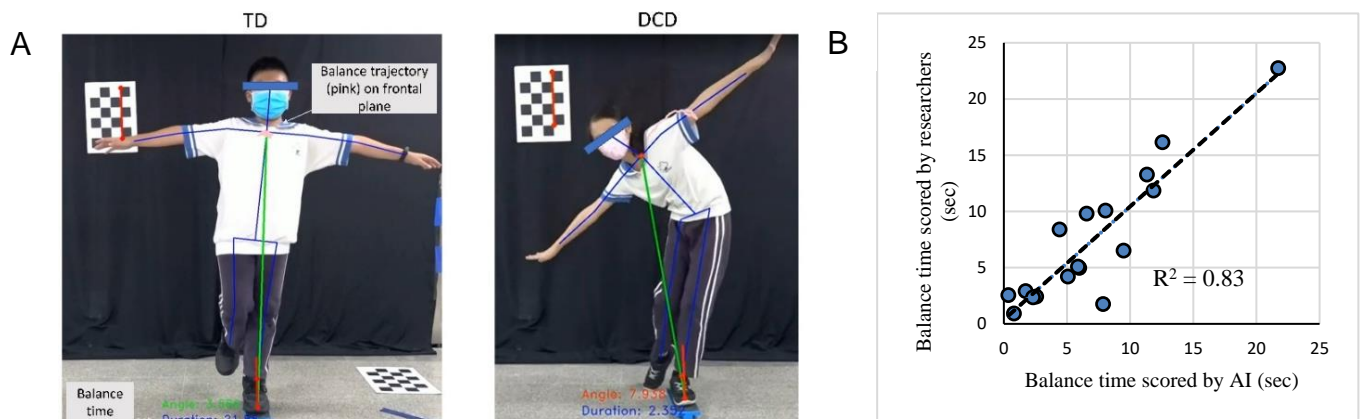 A
TD
DCD
B
Balance trajectory
(pink) on frontal
plane
Balance
time
Duration:
Angle: 7.938
Duration: 2.35
Balance time scored by researchers
(sec)
25
20
15
10
5
0
R² = 0.83
0 5 10 15 20 25
Balance time scored by AI (sec)